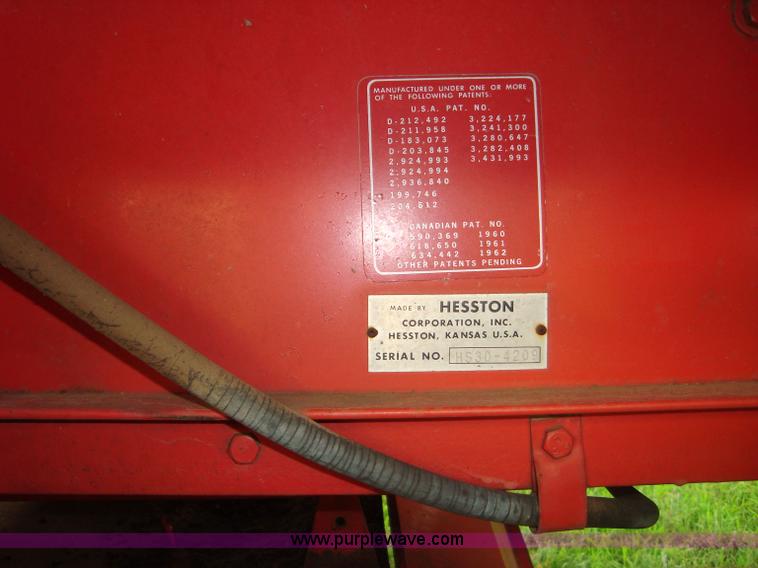 MANUFACTURED UNDER ONE OR MORE
OF THE FOLLOWING PATENTS:
U.S.A. PAT. NO.
D-212,492 3,224,177
D-211,958 3,241,300
D-183,073 3,280,647
D-203,845 3,282,408
2,924,993 3,431,993
2,924,994
2,936,840
199,746
204,612
CANADIAN PAT. NO.
590,369 1960
618,650 1961
634,442 1962
OTHER PATENTS PENDING
MADE BY HESSTON
CORPORATION, INC.
HESSTON, KANSAS U.S.A.
SERIAL NO. HS30-4209
www.purplewave.com